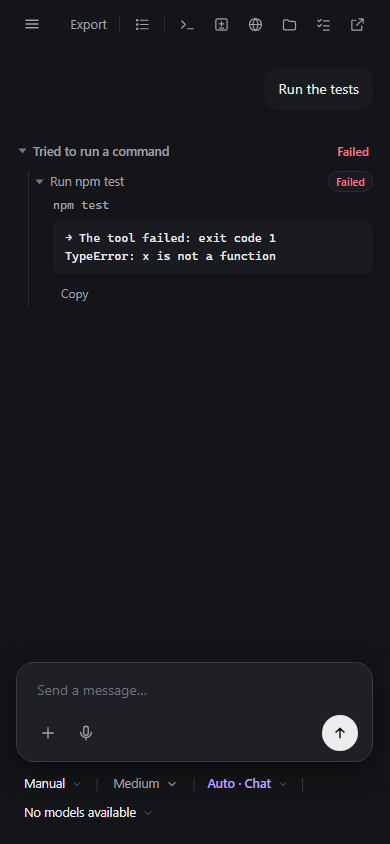 Export
Run the tests
Tried to run a command Failed
Run npm test Failed
npm test
→ The tool failed: exit code 1
TypeError: x is not a function
Copy
Send a message...
Manual Medium Auto · Chat
No models available